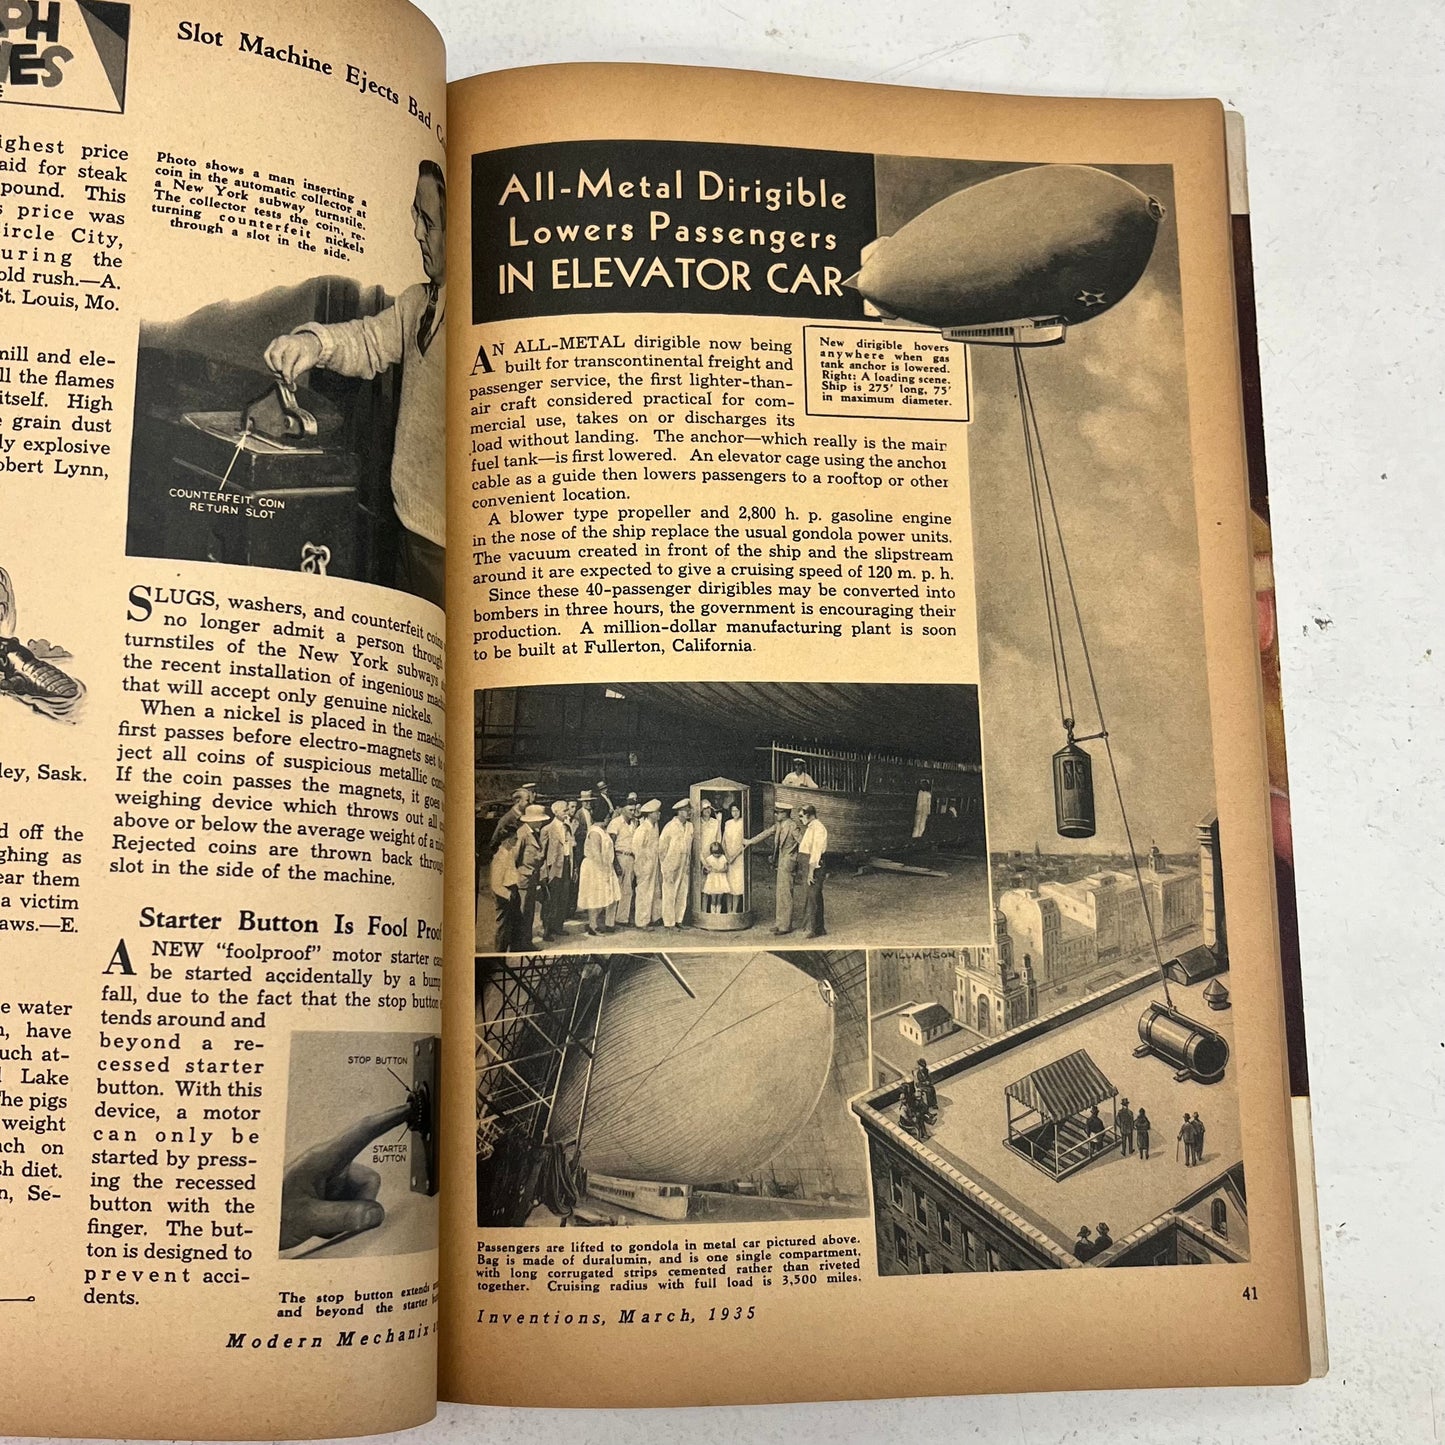 Slot Machine Ejects Bad
Photo shows a man inserting a
coin in the automatic collector at
a New York subway turnstile.
The collector tests the coin, re-
turning counterfeit nickels
through a slot in the side.
COUNTERFEIT COIN
RETURN SLOT
ighest price
aid for steak
pound. This
price was
ircle City,
uring the
old rush.—A.
St. Louis, Mo.
mill and ele-
ll the flames
itself. High
grain dust
ly explosive
obert Lynn,
ley, Sask.
d off the
ghing as
ear them
a victim
aws.—E.
e water
n, have
uch at-
Lake
The pigs
weight
ach on
sh diet.
n, Se-
SLUGS, washers, and counterfeit coins
no longer admit a person through
turnstiles of the New York subways
the recent installation of ingenious
that will accept only genuine nickels.
When a nickel is placed in the machine
first passes before electro-magnets set to
ject all coins of suspicious metallic
If the coin passes the magnets, it goes
weighing device which throws out all
above or below the average weight of a
Rejected coins are thrown back through
slot in the side of the machine.
Starter Button Is Fool Proof
A NEW "foolproof" motor starter
be started accidentally by a bump
fall, due to the fact that the stop button
tends around and
beyond a re-
cessed starter
button. With this
device, a motor
can only be
started by press-
ing the recessed
button with the
finger. The but-
ton is designed to
prevent acci-
dents.
STOP BUTTON
STARTER
BUTTON
The stop button extends
and beyond the starter
Modern Mechanix
All-Metal Dirigible
Lowers Passengers
IN ELEVATOR CAR
AN ALL-METAL dirigible now being
built for transcontinental freight and
passenger service, the first lighter-than-
air craft considered practical for com-
mercial use, takes on or discharges its
load without landing. The anchor—which really is the main
fuel tank—is first lowered. An elevator cage using the anchor
cable as a guide then lowers passengers to a rooftop or other
convenient location.
A blower type propeller and 2,800 h. p. gasoline engine
in the nose of the ship replace the usual gondola power units.
The vacuum created in front of the ship and the slipstream
around it are expected to give a cruising speed of 120 m. p. h.
Since these 40-passenger dirigibles may be converted into
bombers in three hours, the government is encouraging their
production. A million-dollar manufacturing plant is soon
to be built at Fullerton, California.
New dirigible hovers
anywhere when gas
tank anchor is lowered.
Right: A loading scene.
Ship is 275' long, 75'
in maximum diameter.
WILLIAMSON
Passengers are lifted to gondola in metal car pictured above.
Bag is made of duralumin, and is one single compartment,
with long corrugated strips cemented rather than riveted
together. Cruising radius with full load is 3,500 miles.
Inventions, March, 1935
41